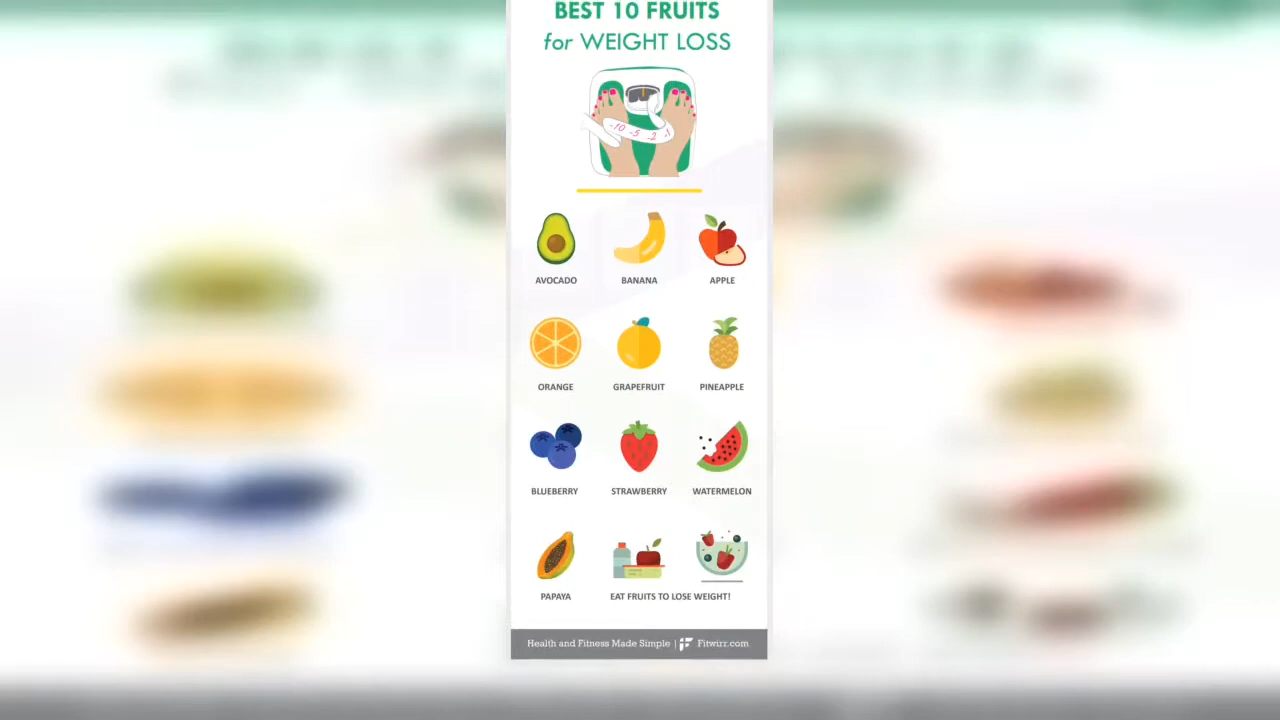 BEST 10 FRUITS
for WEIGHT LOSS
-10 -5 -2 -1
AVOCADO BANANA APPLE
ORANGE GRAPEFRUIT PINEAPPLE
BLUEBERRY STRAWBERRY WATERMELON
PAPAYA EAT FRUITS TO LOSE WEIGHT!
Health and Fitness Made Simple | Fitwirr.com